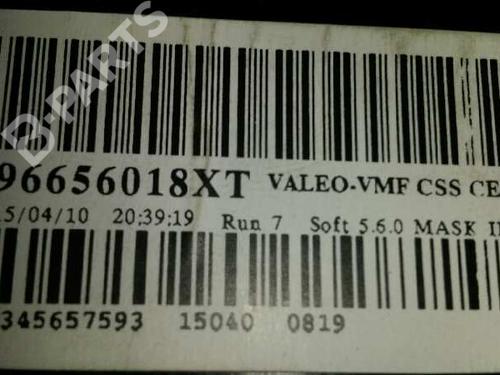 B-PARTS
96656018XT VALEO-VMF CSS CE
15/04/10 20:39:19 Run 7 Soft 5.6.0 MASK
345657593 15040 0819